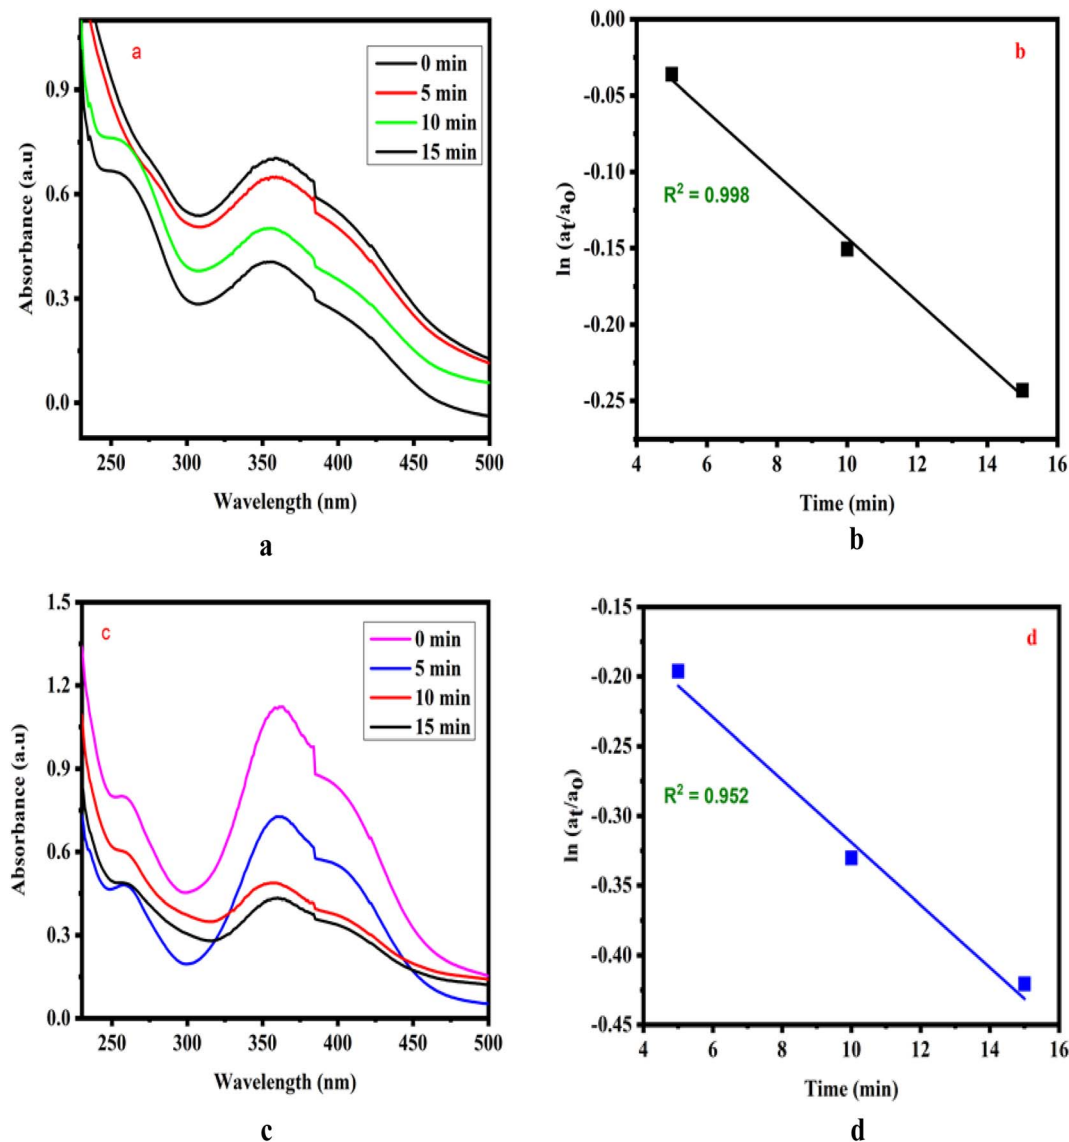 a
0 min
5 min
10 min
15 min
0.9
0.6
0.3
0.0
Absorbance (a.u)
250
300
350
400
450
500
Wavelength (nm)
a
b
0.00
-0.05
-0.10
-0.15
-0.20
-0.25
ln (at/ao)
R² = 0.998
4
6
8
10
12
14
16
Time (min)
b
c
0 min
5 min
10 min
15 min
1.5
1.2
0.9
0.6
0.3
0.0
Absorbance (a.u)
250
300
350
400
450
500
Wavelength (nm)
c
d
-0.15
-0.20
-0.25
-0.30
-0.35
-0.40
-0.45
ln (at/ao)
R² = 0.952
4
6
8
10
12
14
16
Time (min)
d